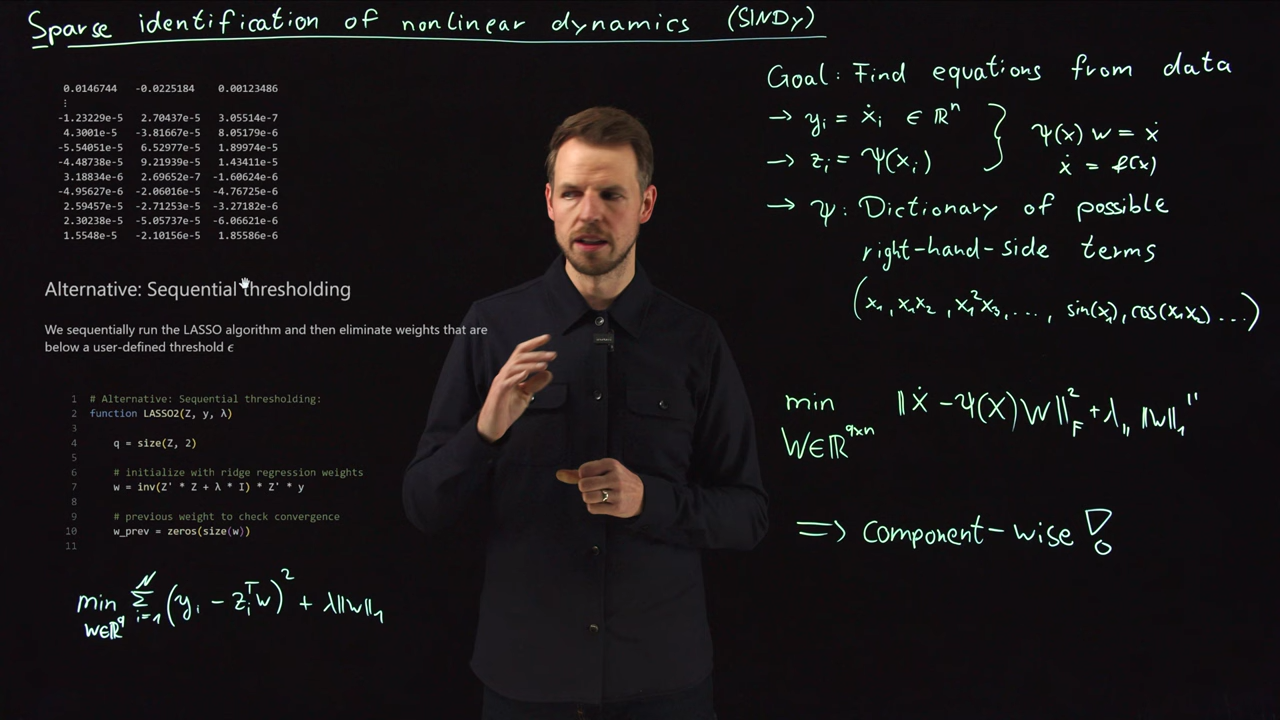 Sparse identification of nonlinear dynamics (SINDy)
0.0146744 -0.0225184 0.00123486
⋮
-1.23229e-5 2.70437e-5 3.05514e-7
4.3001e-5 -3.81667e-5 8.05179e-6
-5.54051e-5 6.52977e-5 1.89974e-5
-4.48738e-5 9.21939e-5 1.43411e-5
3.18834e-6 2.69652e-7 -1.60624e-6
-4.95627e-6 -2.06016e-5 -4.76725e-6
2.59457e-5 -2.71253e-5 -3.27182e-6
2.30238e-5 -5.05737e-5 -6.06621e-6
1.5548e-5 -2.10156e-5 1.85586e-6
Alternative: Sequential thresholding
We sequentially run the LASSO algorithm and then eliminate weights that are
below a user-defined threshold ϵ
1 # Alternative: Sequential thresholding:
2 function LASSO2(Z, y, λ)
3
4 q = size(Z, 2)
5
6 # initialize with ridge regression weights
7 w = inv(Z' * Z + λ * I) * Z' * y
8
9 # previous weight to check convergence
10 w_prev = zeros(size(w))
11
min Σ (y_i - z_i^T w)^2 + λ||w||_1
w∈ℝ^q i=1 N
Goal: Find equations from data
→ y_i = ẋ_i ∈ ℝ^n } Ψ(x) w = ẋ
→ z_i = Ψ(x_i) } ẋ = f(x)
→ Ψ: Dictionary of possible
right-hand-side terms
(x_1, x_1x_2, x_1^2x_3, ..., sin(x_1), cos(x_1x_2) ...)
min ||Ẋ - Ψ(X)W||_F^2 + λ " ||w||_1 "
W∈ℝ^{q×n}
⇒ Component-wise !